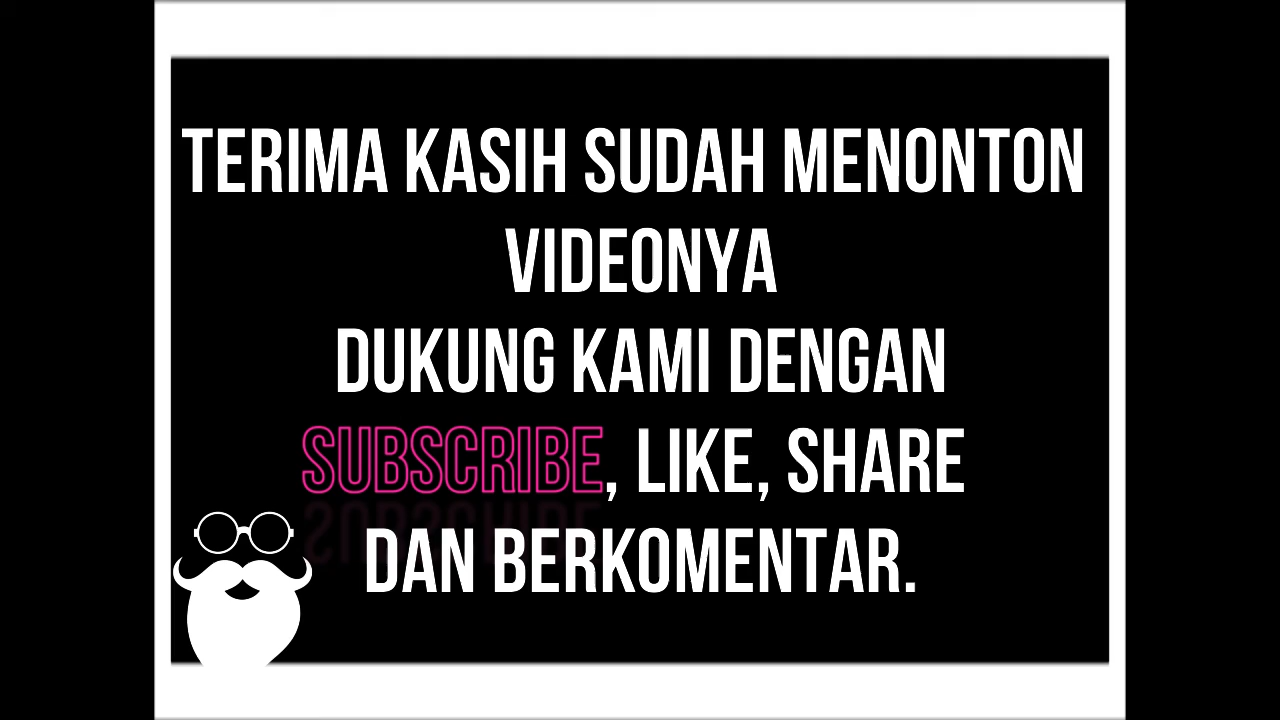 TERIMA KASIH SUDAH MENONTON
VIDEONYA
DUKUNG KAMI DENGAN
SUBSCRIBE, LIKE, SHARE
DAN BERKOMENTAR.